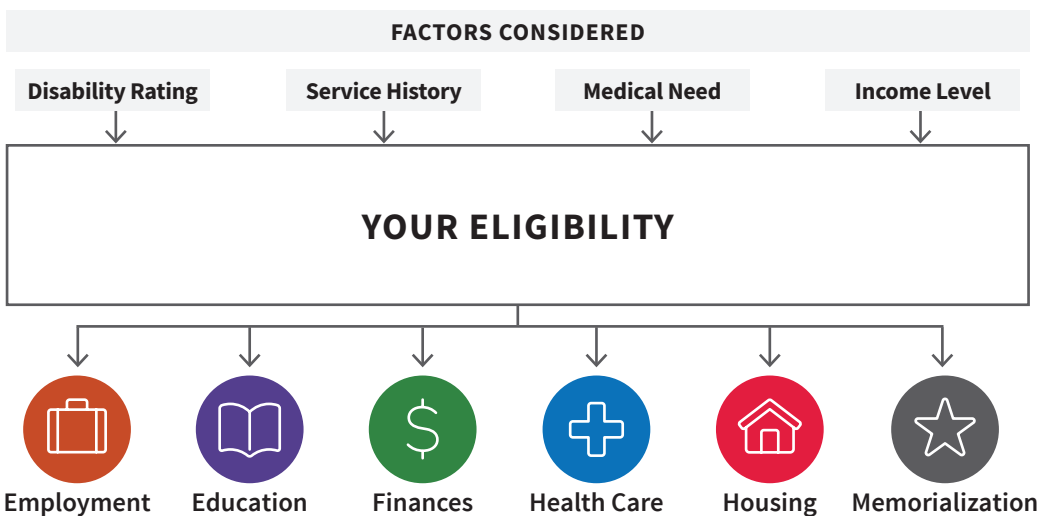 FACTORS CONSIDERED
Disability Rating
Service History
Medical Need
Income Level
YOUR ELIGIBILITY
$
Employment
Education
Finances
Health Care
Housing
Memorialization